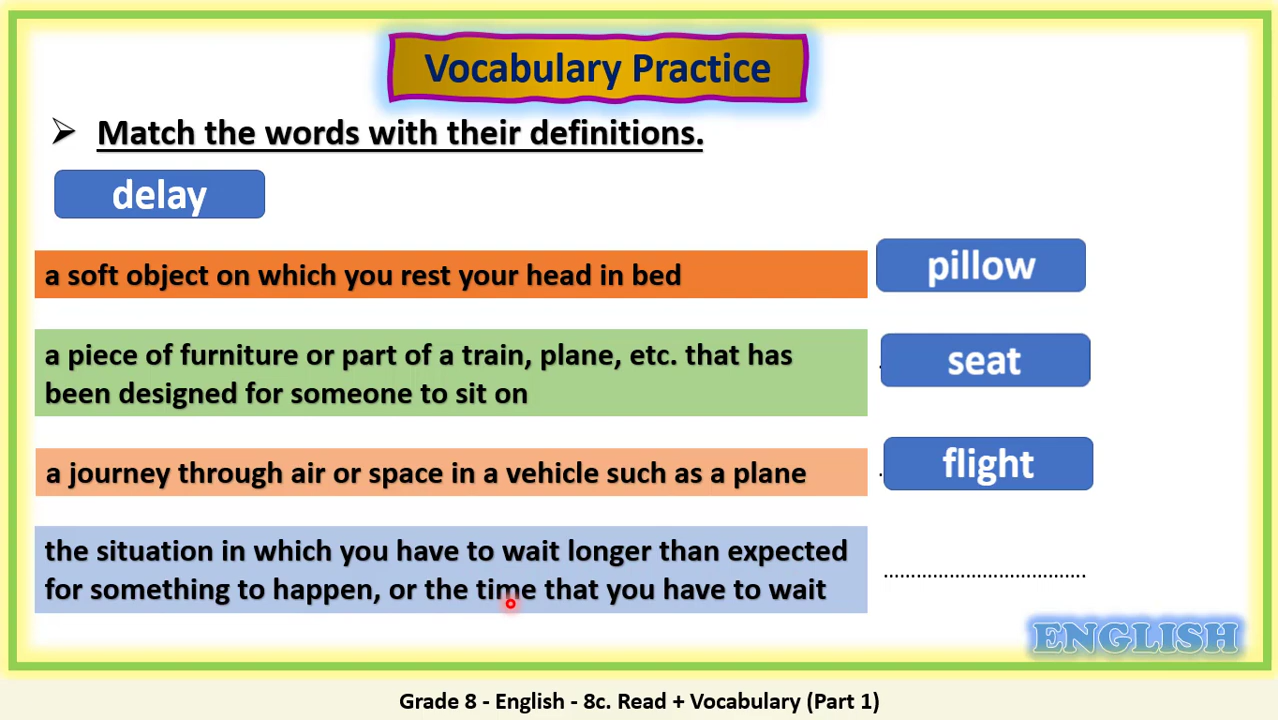 Vocabulary Practice
➢ Match the words with their definitions.
delay
a soft object on which you rest your head in bed
pillow
a piece of furniture or part of a train, plane, etc. that has
been designed for someone to sit on
seat
a journey through air or space in a vehicle such as a plane
flight
the situation in which you have to wait longer than expected
for something to happen, or the time that you have to wait
.......................................
ENGLISH
Grade 8 - English - 8c. Read + Vocabulary (Part 1)